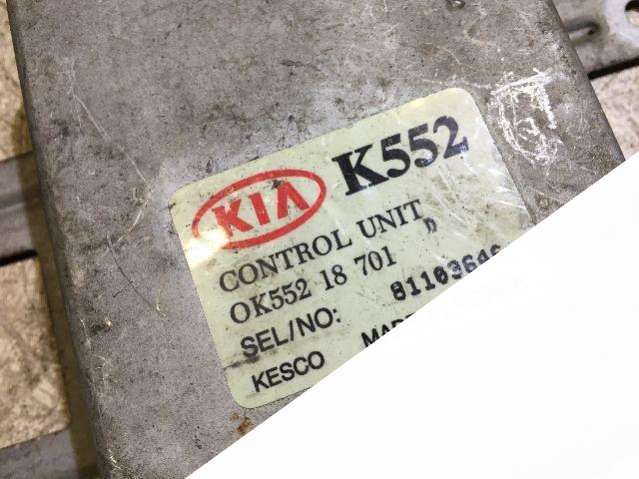 KIA K552
CONTROL UNIT
OK552 18 701 D
SEL/NO:
KESCO